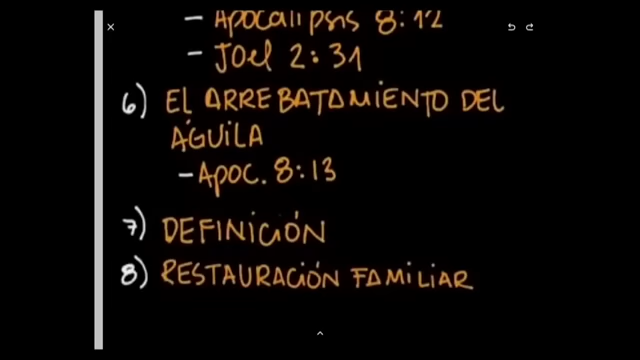 - Apocalipsis 8:12
- Joel 2:31
6) EL ARREBATAMIENTO DEL
ÁGUILA
- APOC. 8:13
7) DEFINICIÓN
8) RESTAURACIÓN FAMILIAR